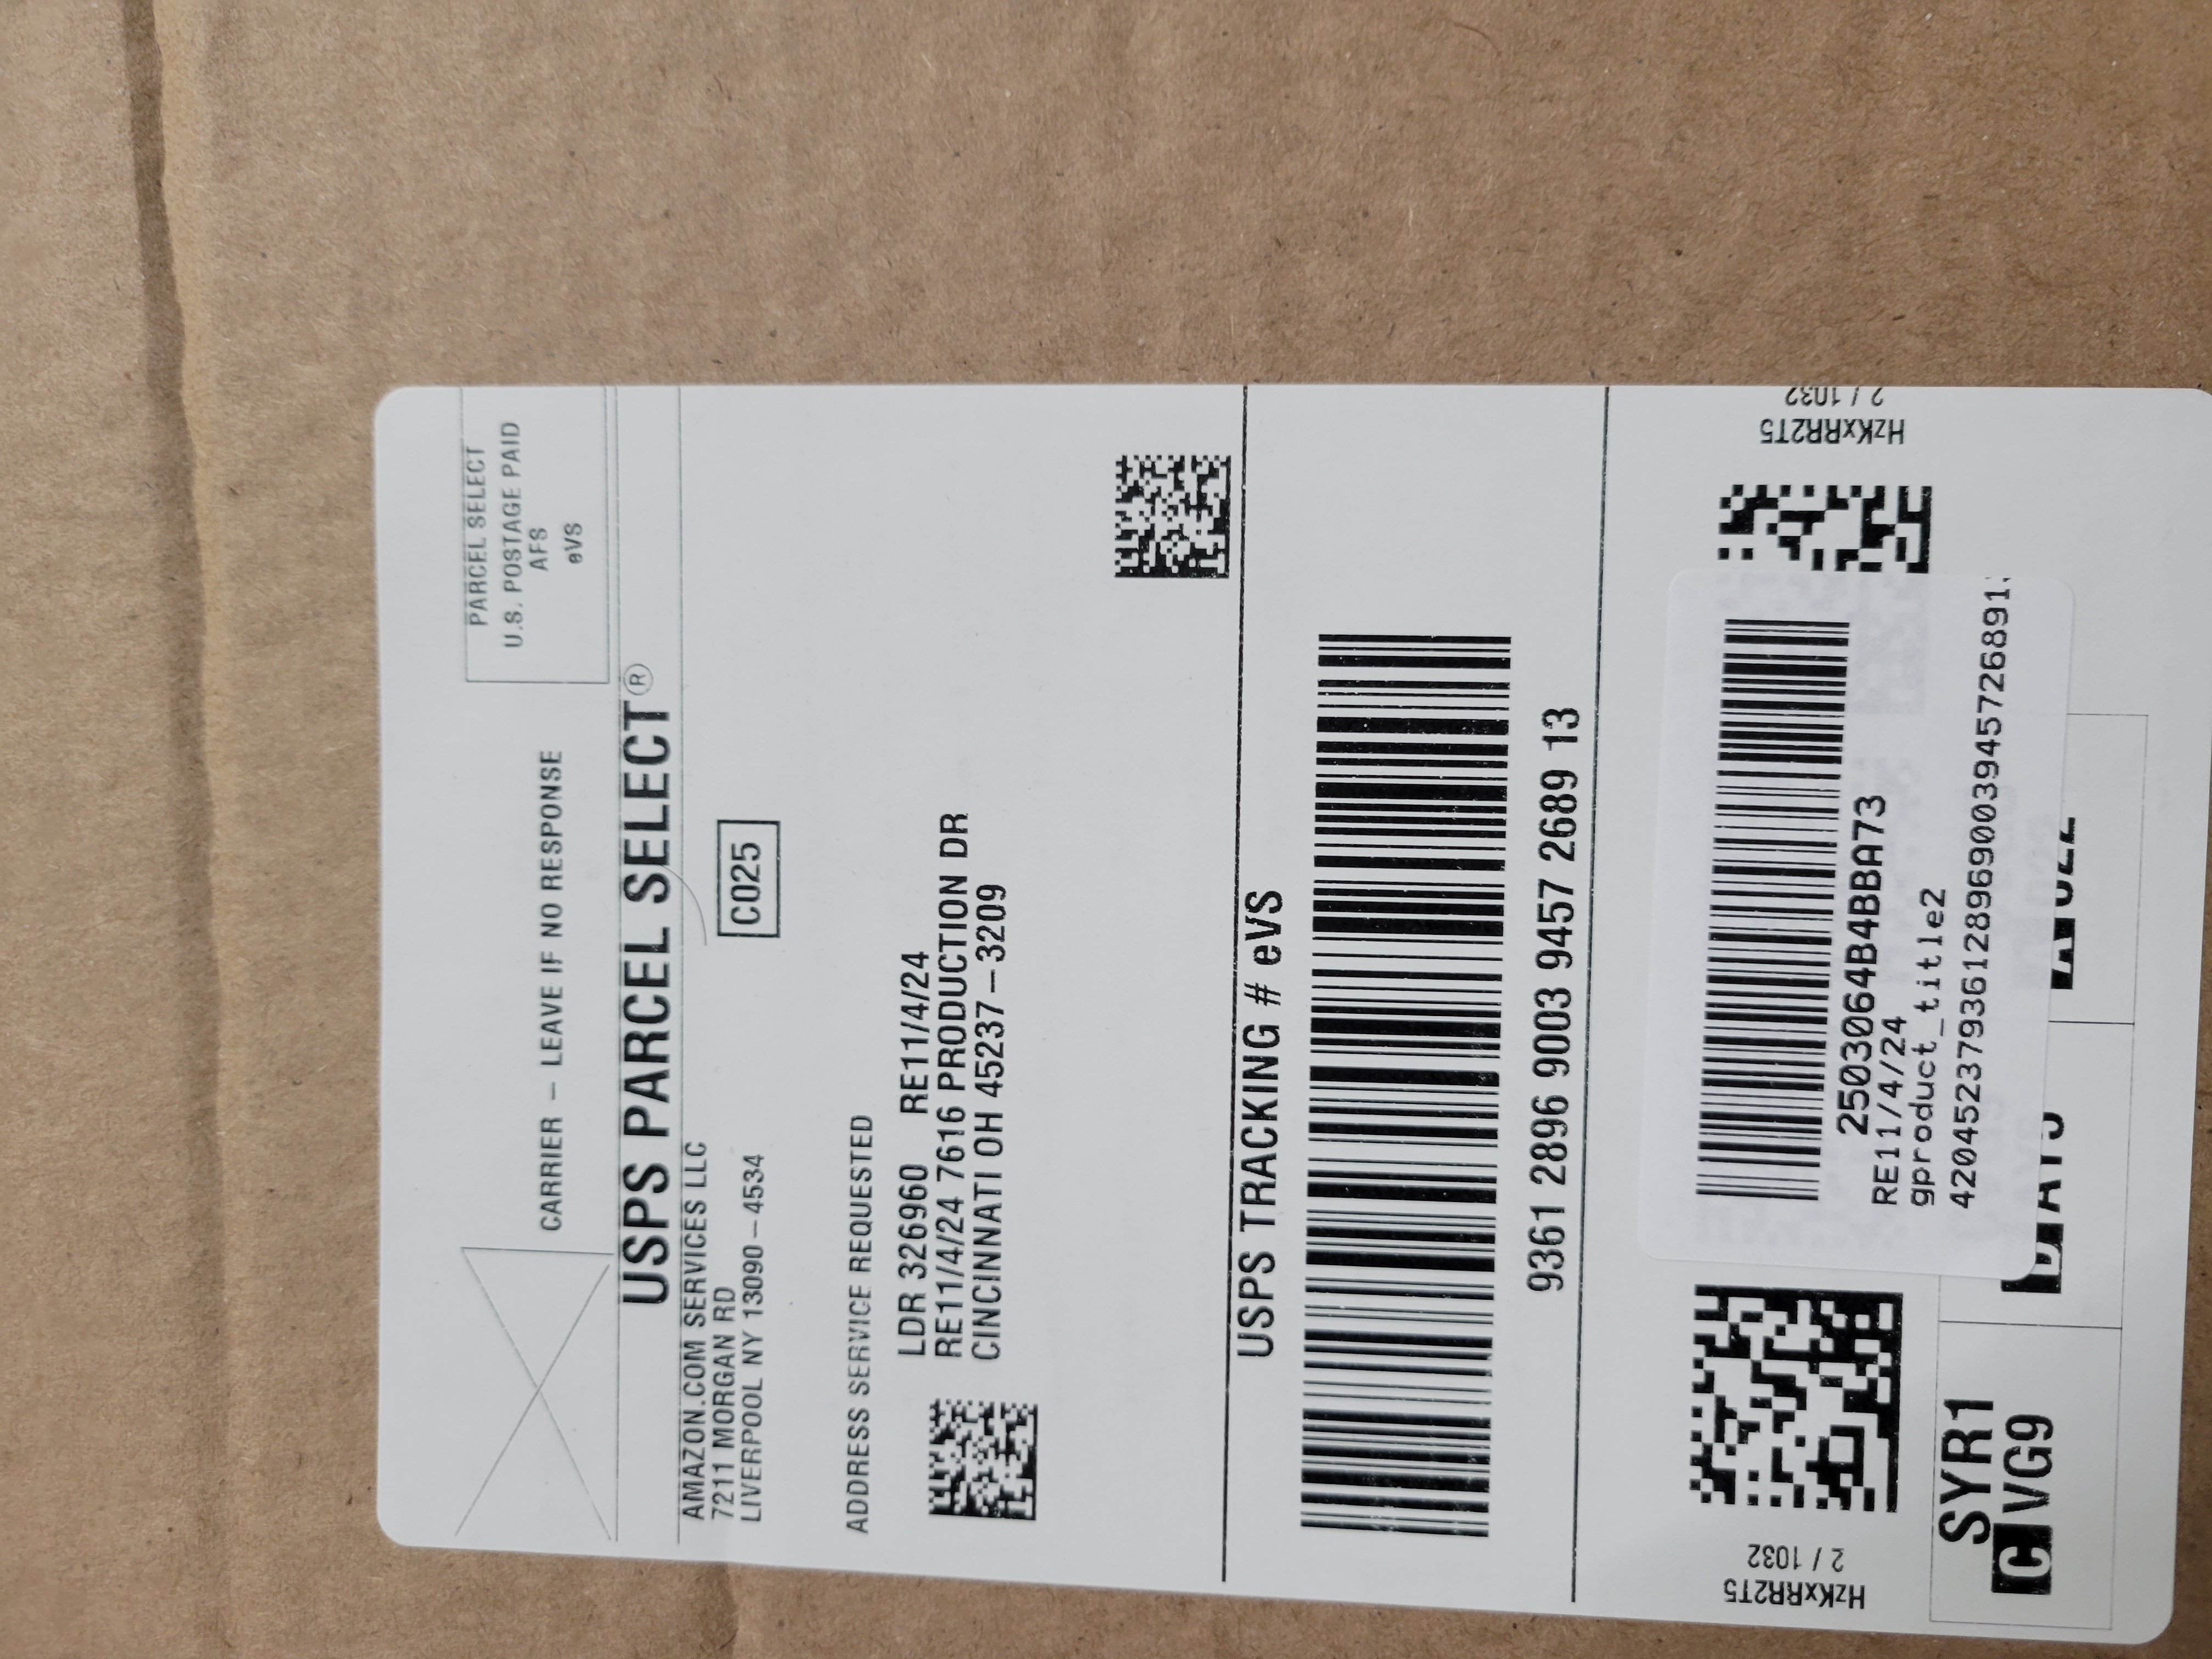 PARCEL SELECT
U.S. POSTAGE PAID
AFS
eVS
CARRIER – LEAVE IF NO RESPONSE
USPS PARCEL SELECT®
AMAZON.COM SERVICES LLC
7211 MORGAN RD
LIVERPOOL NY 13090–4534
C025
ADDRESS SERVICE REQUESTED
LDR 326960 RE11/4/24
RE11/4/24 7616 PRODUCTION DR
CINCINNATI OH 45237–3209
USPS TRACKING # eVS
9361 2896 9003 9457 2689 13
HzKxRR2T5
2 / 1032
HzKxRR2T5
2 / 1032
2503064B4BBA73
RE11/4/24
gproduct_title2
420452379361289690039457268913
SYR1
C VG9